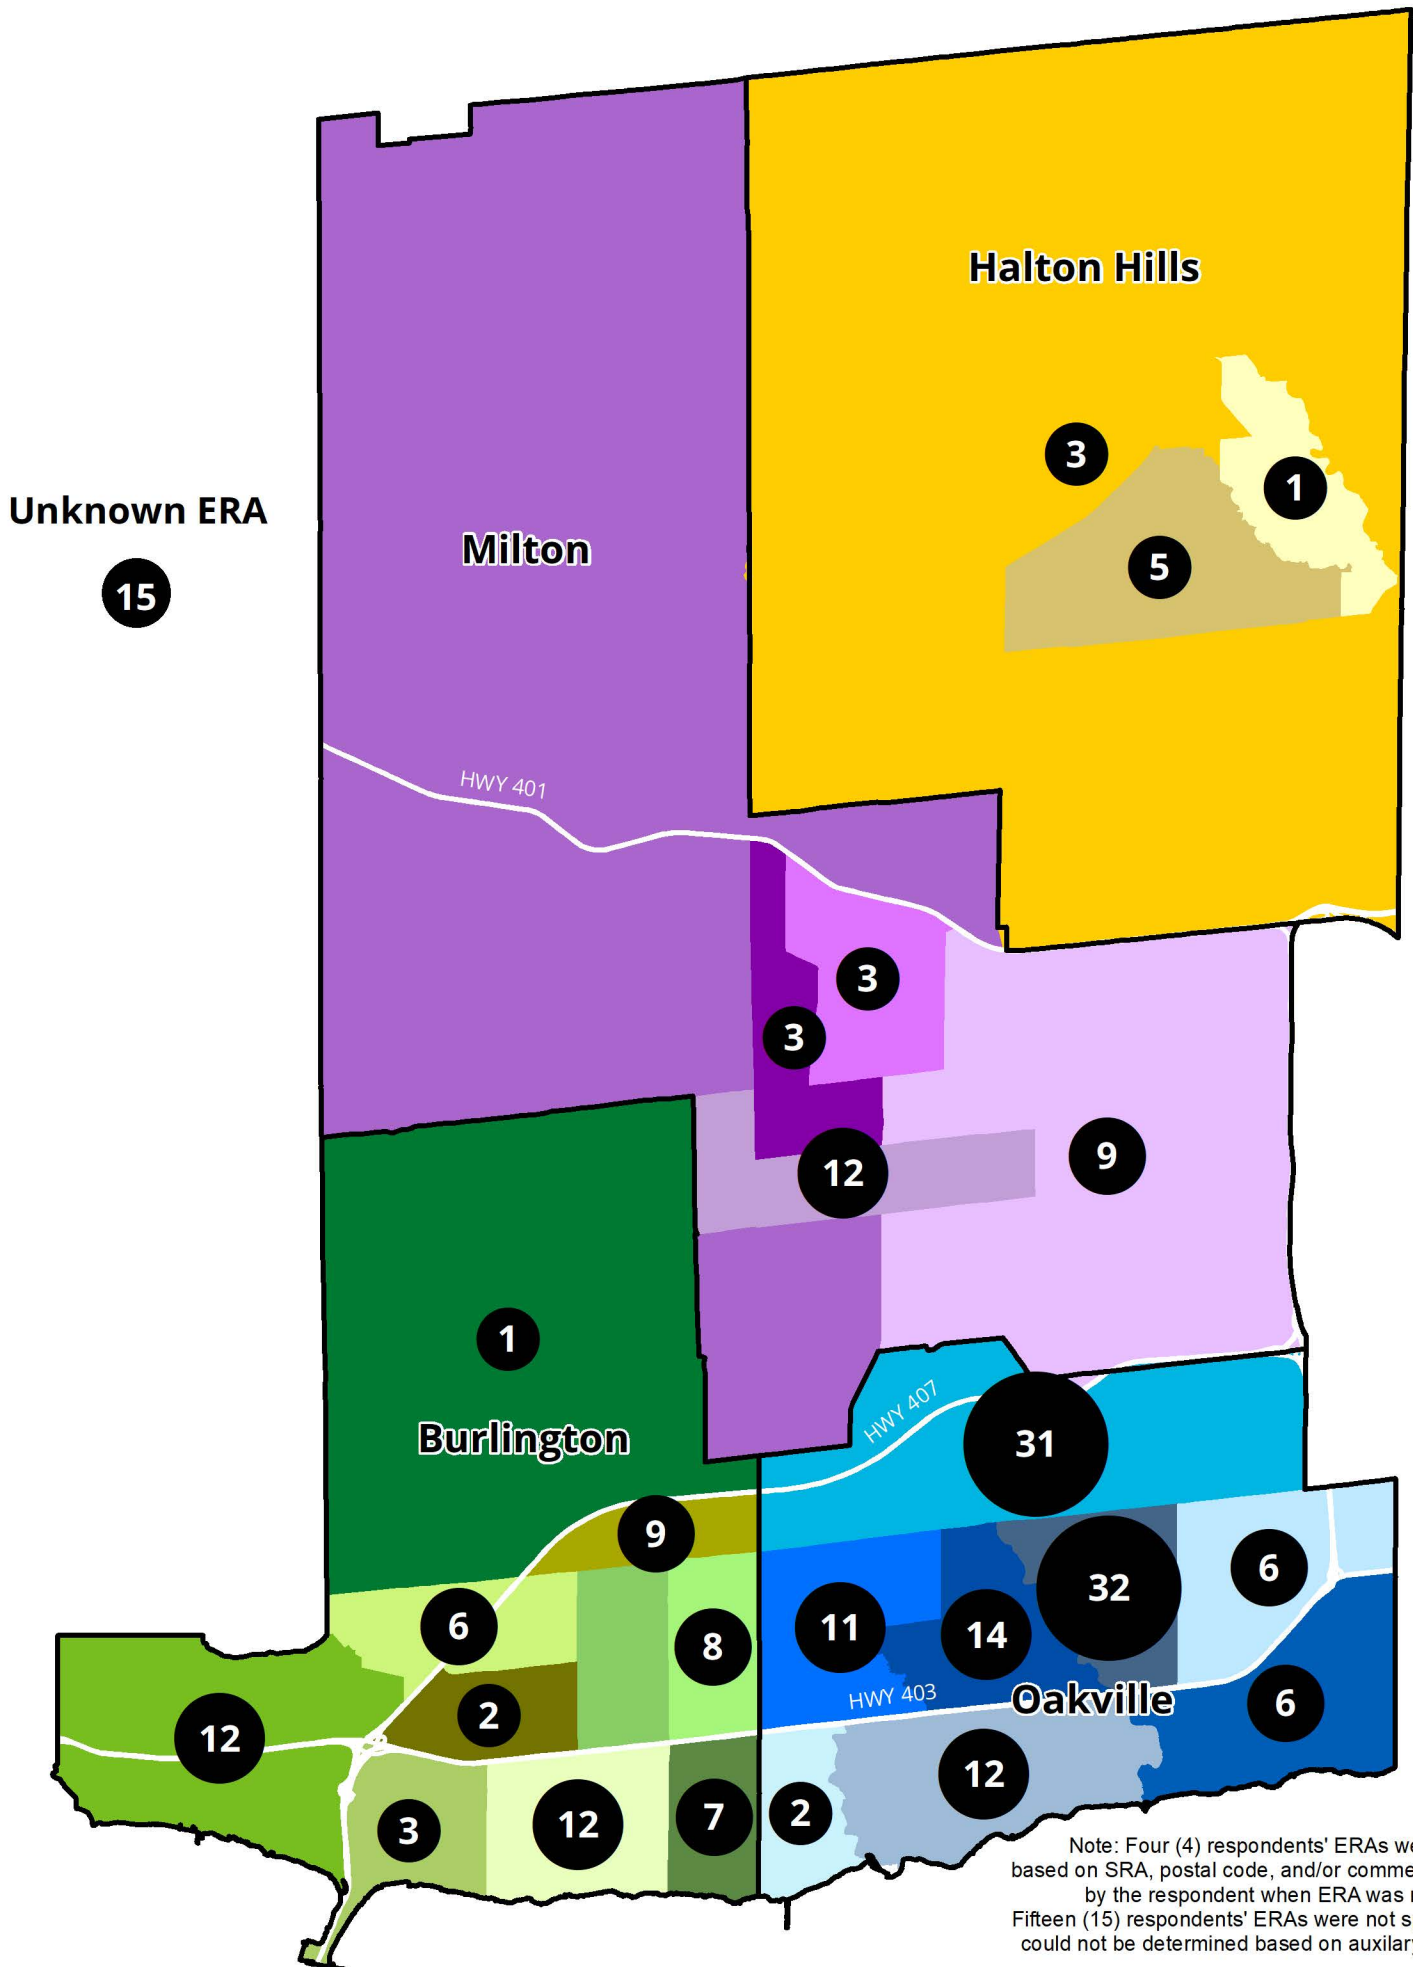 Halton Hills
3
1
Unknown ERA
Milton
5
15
HWY 401
3
3
12
9
1
HWY 407
Burlington
31
9
6
32
6
11
14
8
HWY 403
Oakville
2
6
12
12
3
12
7
2
Note: Four (4) respondents' ERAs
based on SRA, postal code, and/or
by the respondent when ERA was
Fifteen (15) respondents' ERAs were not
could not be determined based on